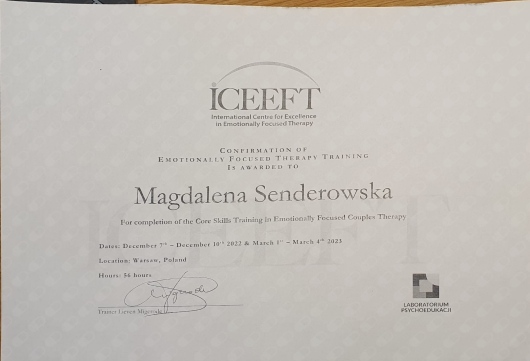 ICEEFT
International Centre for Excellence
in Emotionally Focused Therapy
CONFIRMATION OF
EMOTIONALLY FOCUSED THERAPY TRAINING
IS AWARDED TO
Magdalena Senderowska
For completion of the Core Skills Training in Emotionally Focused Couples Therapy
Dates: December 7th – December 10th 2022 & March 1st – March 4th 2023
Location: Warsaw, Poland
Hours: 56 hours
Trainer
LABORATORIUM
PSYCHOEDUKACJI